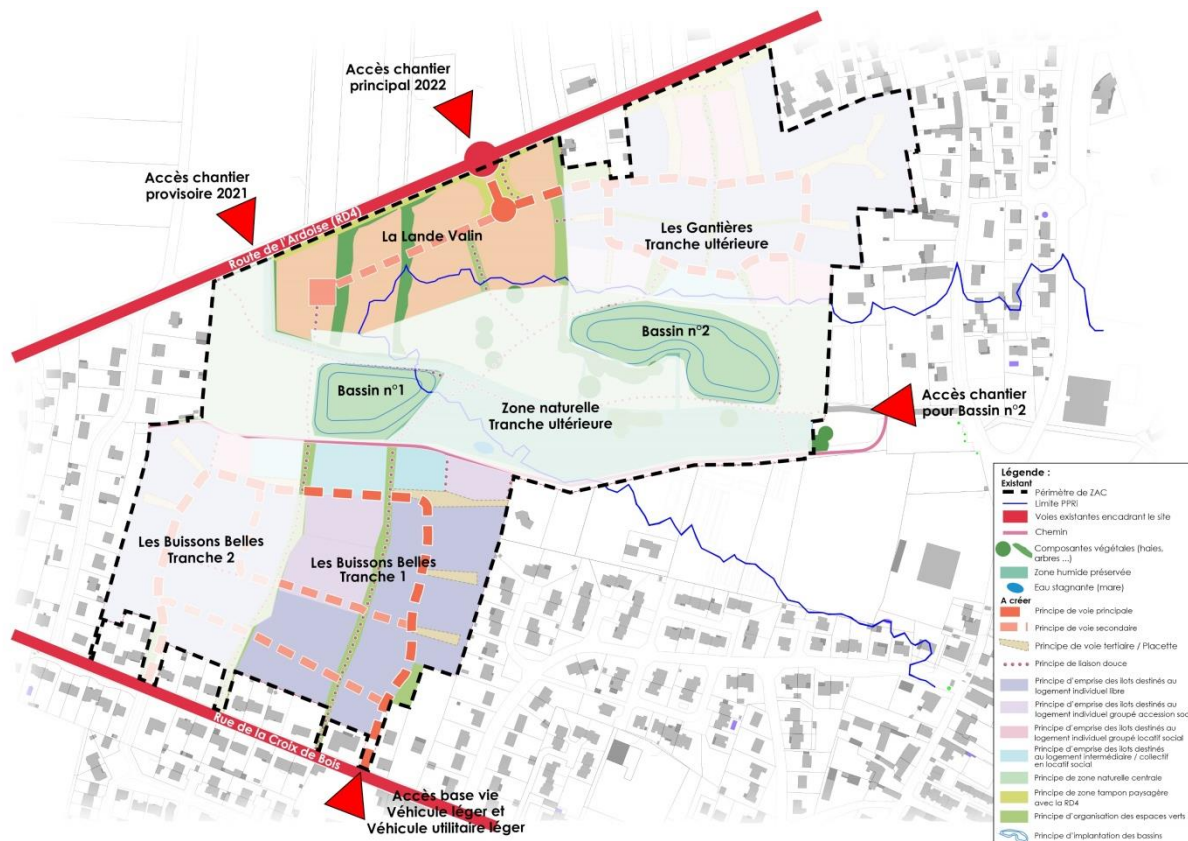 Accès chantier
principal 2022
Accès chantier
provisoire 2021
Route de l'Ardoise (RD4)
La Lande Valin
Les Gantières
Tranche ultérieure
Bassin n°2
Bassin n°1
Zone naturelle
Tranche ultérieure
Accès chantier
pour Bassin n°2
Les Buissons Belles
Tranche 2
Les Buissons Belles
Tranche 1
Rue de la Croix de Bois
Accès base vie
Véhicule léger et
Véhicule utilitaire léger
Légende :
Existant
Périmètre de ZAC
Limite PPRi
Voies existantes encadrant le site
Chemin
Composantes végétales (haies,
arbres ...)
Zone humide préservée
Eau stagnante (mare)
A créer
Principe de voie principale
Principe de voie secondaire
Principe de voie tertiaire / Placette
Principe de liaison douce
Principe d'emprise des ilots destinés au
logement individuel libre
Principe d'emprise des ilots destinés au
logement individuel groupé accession soc
Principe d'emprise des ilots destinés au
logement individuel groupé locatif social
Principe d'emprise des ilots destinés
au logement intermédiaire / collectif
en locatif social
Principe de zone naturelle centrale
Principe de zone tampon paysagère
avec la RD4
Principe d'organisation des espaces verts
Principe d'implantation des bassins